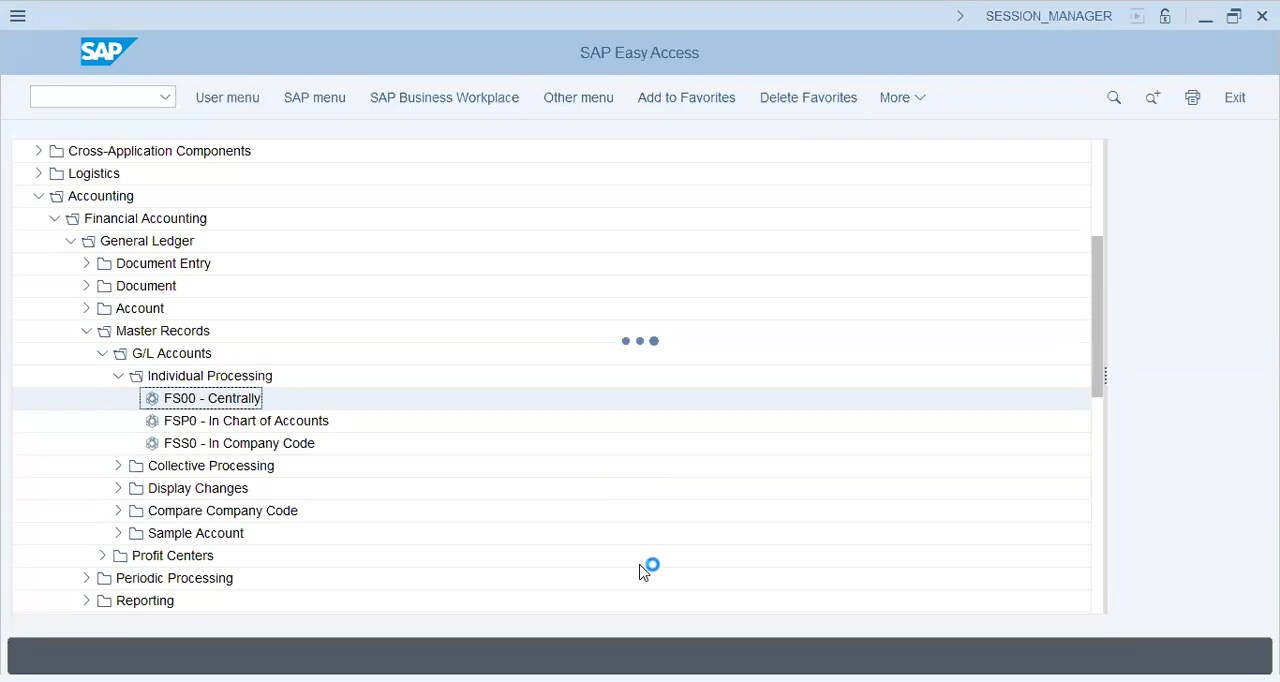 SESSION_MANAGER
SAP
SAP Easy Access
User menu SAP menu SAP Business Workplace Other menu Add to Favorites Delete Favorites More Exit
Cross-Application Components
Logistics
Accounting
Financial Accounting
General Ledger
Document Entry
Document
Account
Master Records
G/L Accounts
Individual Processing
FS00 - Centrally
FSP0 - In Chart of Accounts
FSS0 - In Company Code
Collective Processing
Display Changes
Compare Company Code
Sample Account
Profit Centers
Periodic Processing
Reporting